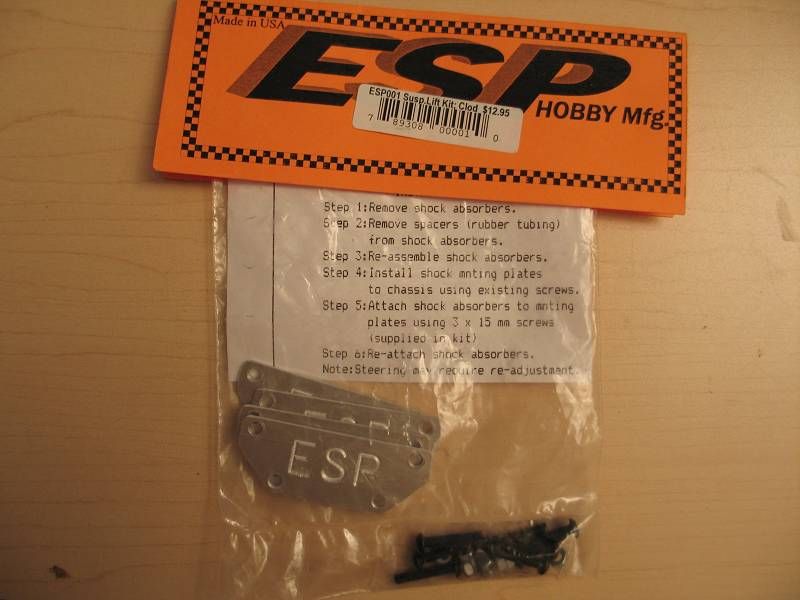 Made in USA
ESP
HOBBY Mfg.
ESP001 Susp.Lift Kit; Clod $12.95
7 89308 00001 0
Step 1:Remove shock absorbers.
Step 2:Remove spacers (rubber tubing)
from shock absorbers.
Step 3:Re-assemble shock absorbers.
Step 4:Install shock mnting plates
to chassis using existing screws.
Step 5:Attach shock absorbers to mnting
plates using 3 x 15 mm screws
(supplied in kit)
Step 6:Re-attach shock absorbers.
Note:Steering may require re-adjustment.
ESP
ESP